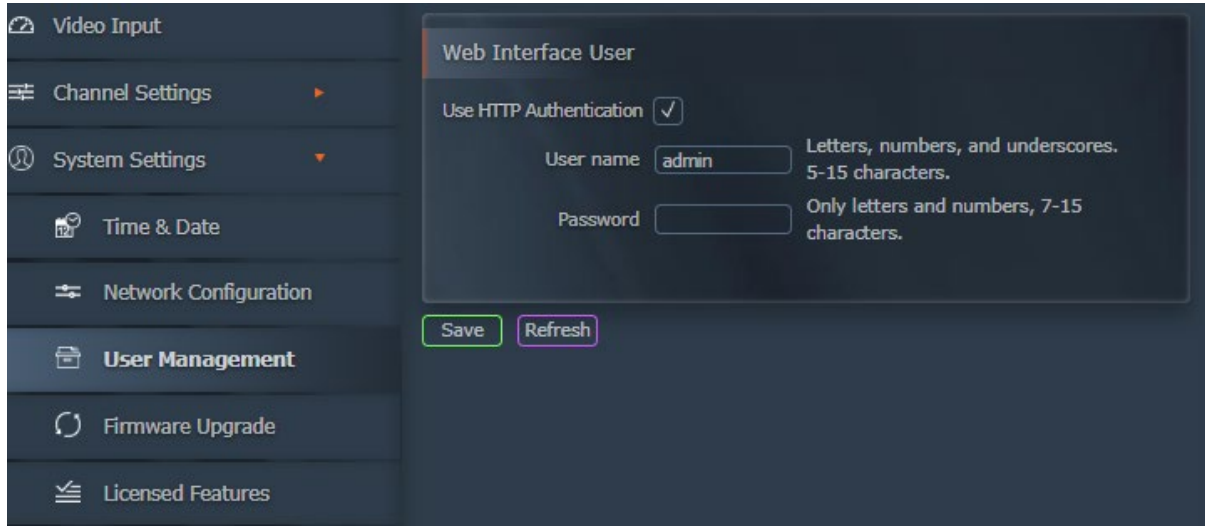 Video Input
Channel Settings
System Settings
Time & Date
Network Configuration
User Management
Firmware Upgrade
Licensed Features
Web Interface User
Use HTTP Authentication
User name
admin
Letters, numbers, and underscores.
5-15 characters.
Password
Only letters and numbers, 7-15
characters.
Save
Refresh